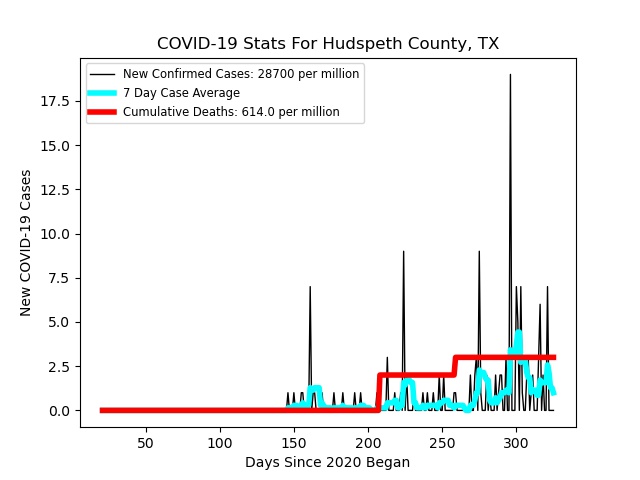 COVID-19 Stats For Hudspeth County, TX
New Confirmed Cases: 28700 per million
7 Day Case Average
Cumulative Deaths: 614.0 per million
New COVID-19 Cases
17.5
15.0
12.5
10.0
7.5
5.0
2.5
0.0
50 100 150 200 250 300
Days Since 2020 Began